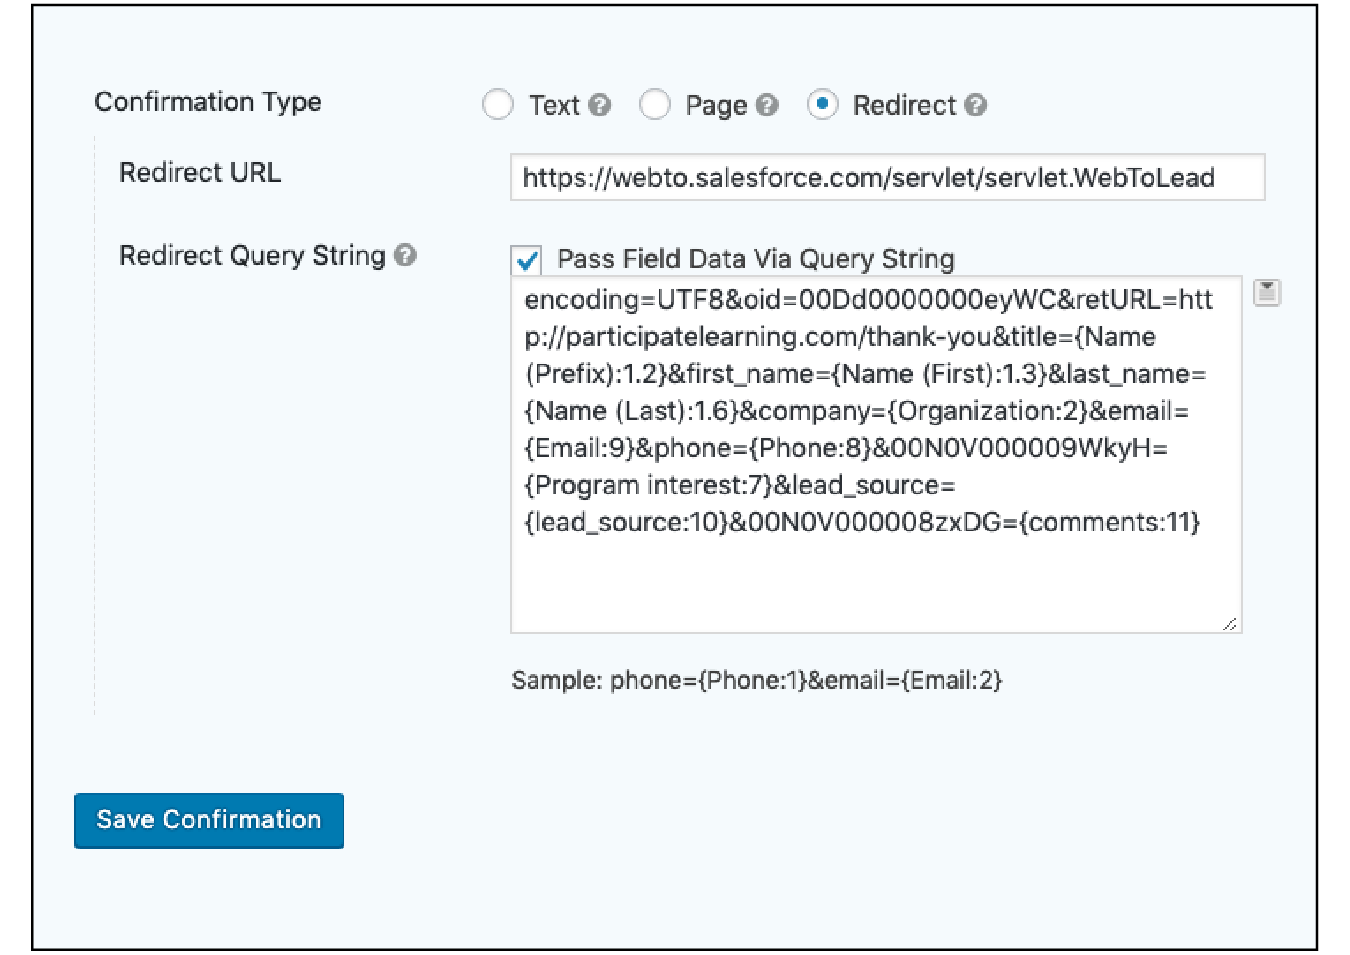 Confirmation Type
Text
Page
Redirect
Redirect URL
https://webto.salesforce.com/servlet/servlet.WebToLead
Redirect Query String
Pass Field Data Via Query String
encoding=UTF8&oid=00Dd0000000eyWC&retURL=htt
p://participatelearning.com/thank-you&title={Name
(Prefix):1.2}&first_name={Name (First):1.3}&last_name=
{Name (Last):1.6}&company={Organization:2}&email=
{Email:9}&phone={Phone:8}&00N0V000009WkyH=
{Program interest:7}&lead_source=
{lead_source:10}&00N0V000008zxDG={comments:11}
Sample: phone={Phone:1}&email={Email:2}
Save Confirmation